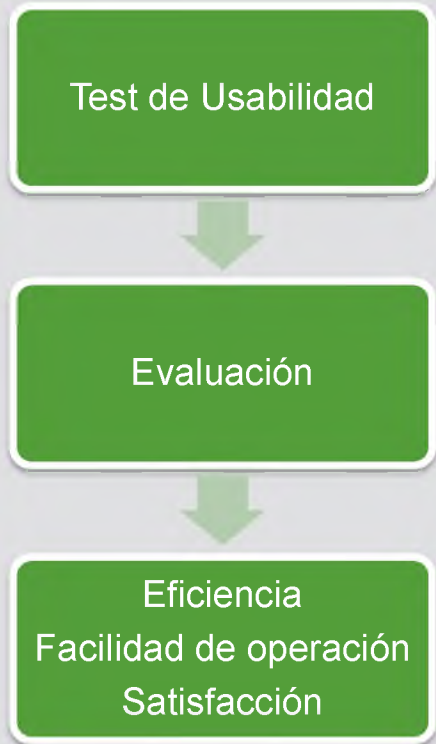 Test de Usabilidad
Evaluación
Eficiencia
Facilidad de operación
Satisfacción